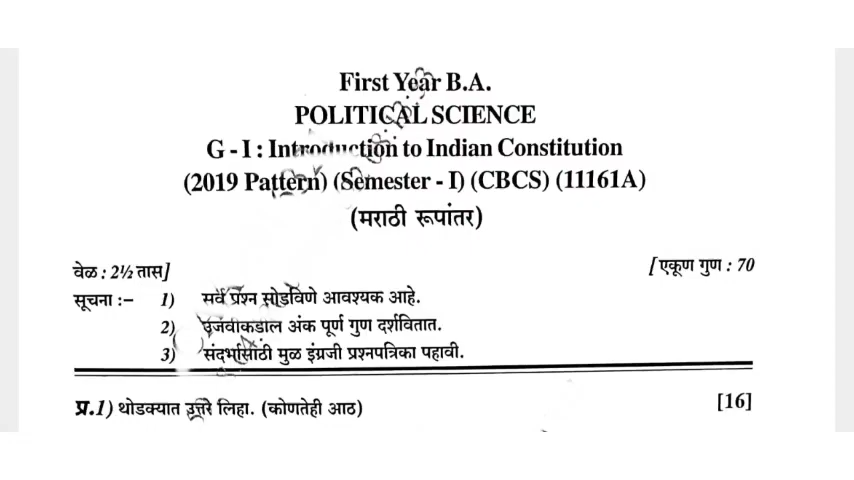 First Year B.A.
POLITICAL SCIENCE
G - I : Introduction to Indian Constitution
(2019 Pattern) (Semester - I) (CBCS) (11161A)
(मराठी रूपांतर)
वेळ : 2½ तास] [एकूण गुण : 70
सूचना :– 1) सर्व प्रश्न सोडविणे आवश्यक आहे.
2) उजवीकडील अंक पूर्ण गुण दर्शवितात.
3) संदर्भासाठी मुळ इंग्रजी प्रश्नपत्रिका पहावी.
प्र.1) थोडक्यात उत्तरे लिहा. (कोणतेही आठ) [16]